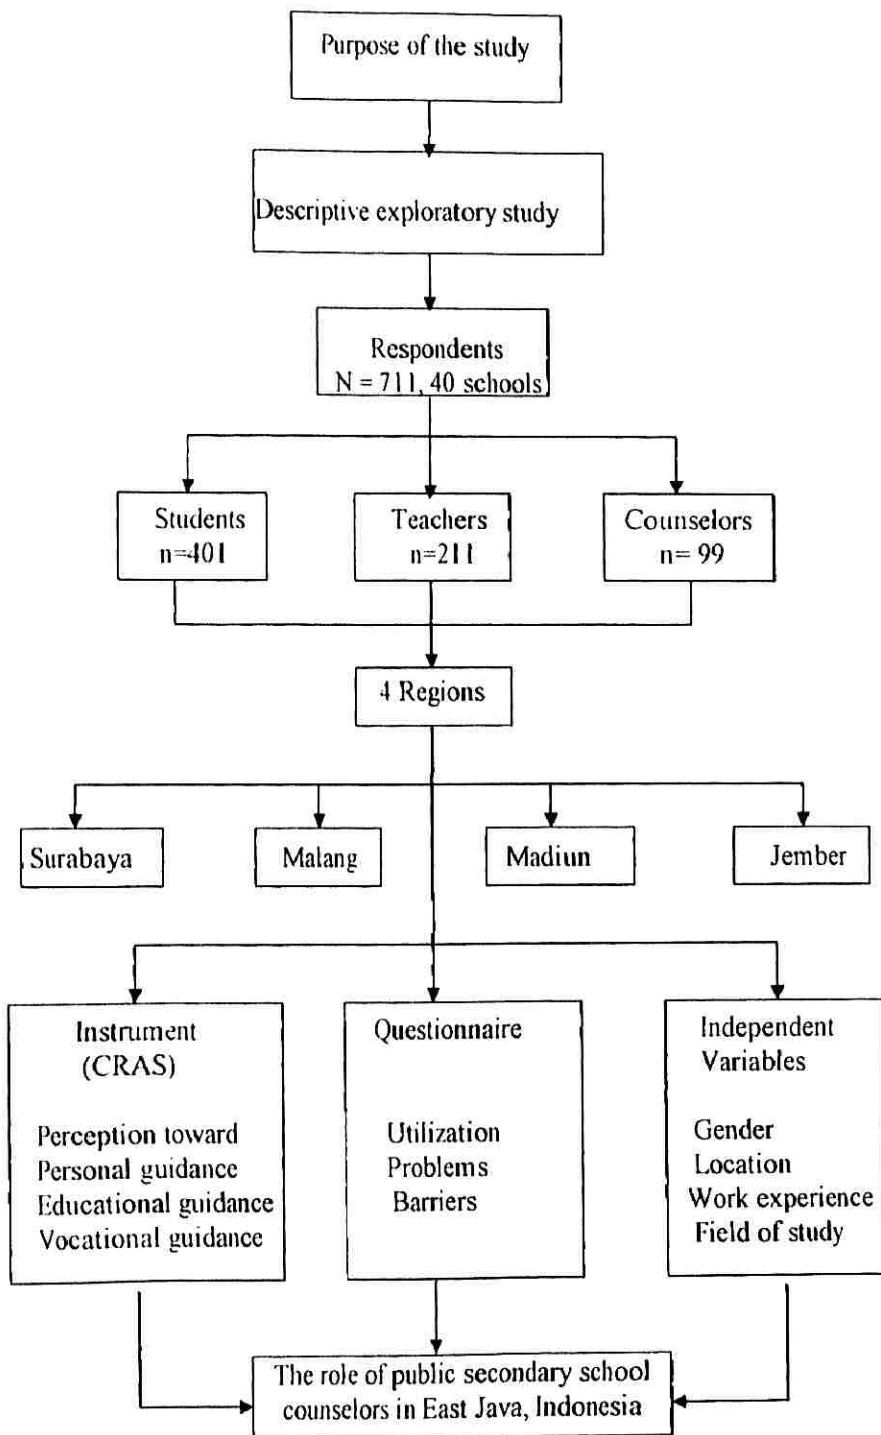 Purpose of the study
Descriptive exploratory study
Respondents
N = 711, 40 schools
Students
n=401
Teachers
n=211
Counselors
n= 99
4 Regions
Surabaya
Malang
Madiun
Jember
Instrument
(CRAS)
Perception toward
Personal guidance
Educational guidance
Vocational guidance
Questionnaire
Utilization
Problems
Barriers
Independent
Variables
Gender
Location
Work experience
Field of study
The role of public secondary school
counselors in East Java, Indonesia